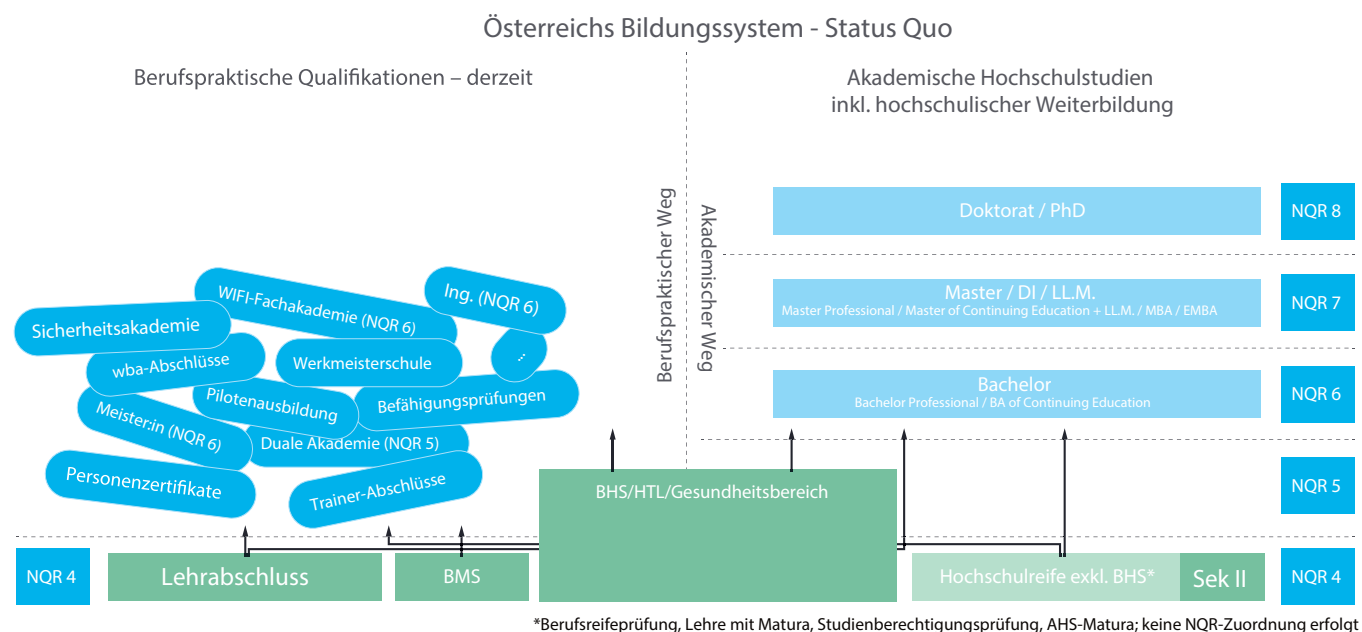 Österreichs Bildungssystem - Status Quo
Berufspraktische Qualifikationen – derzeit
Akademische Hochschulstudien
inkl. hochschulischer Weiterbildung
Berufspraktischer Weg
Akademischer Weg
Doktorat / PhD
NQR 8
Master / DI / LL.M.
Master Professional / Master of Continuing Education + LL.M. / MBA / EMBA
NQR 7
Bachelor
Bachelor Professional / BA of Continuing Education
NQR 6
NQR 5
WIFI-Fachakademie (NQR 6)
Ing. (NQR 6)
Sicherheitsakademie
...
wba-Abschlüsse
Werkmeisterschule
Pilotenausbildung
Befähigungsprüfungen
Meister:in (NQR 6)
Duale Akademie (NQR 5)
Personenzertifikate
Trainer-Abschlüsse
BHS/HTL/Gesundheitsbereich
NQR 4
Lehrabschluss
BMS
Hochschulreife exkl. BHS*
Sek II
NQR 4
*Berufsreifeprüfung, Lehre mit Matura, Studienberechtigungsprüfung, AHS-Matura; keine NQR-Zuordnung erfolgt